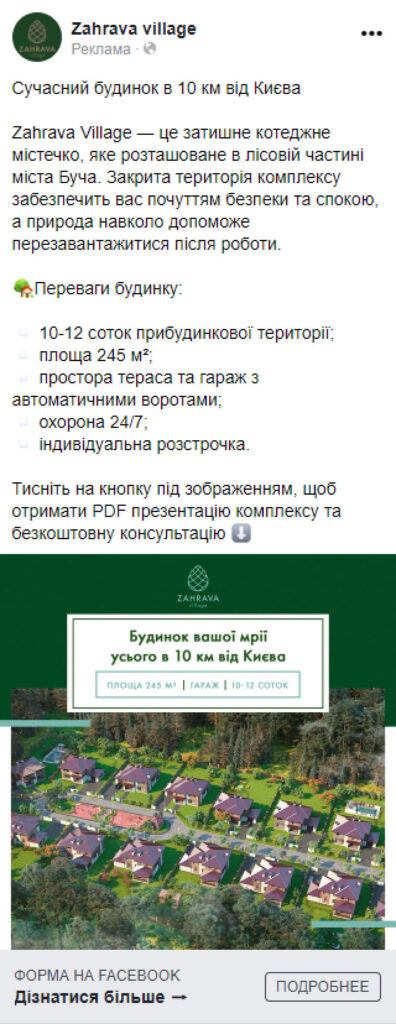 ZAHRAVA
village
Zahrava village
Реклама ·
Сучасний будинок в 10 км від Києва
Zahrava Village — це затишне котеджне
містечко, яке розташоване в лісовій частині
міста Буча. Закрита територія комплексу
забезпечить вас почуттям безпеки та спокою,
а природа навколо допоможе
перезавантажитися після роботи.
🏡Переваги будинку:
10-12 соток прибудинкової території;
площа 245 м²;
простора тераса та гараж з
автоматичними воротами;
охорона 24/7;
індивідуальна розстрочка.
Тисніть на кнопку під зображенням, щоб
отримати PDF презентацію комплексу та
безкоштовну консультацію ⬇️
ZAHRAVA
village
Будинок вашої мрії
усього в 10 км від Києва
ПЛОЩА 245 М² | ГАРАЖ | 10-12 СОТОК
ФОРМА НА FACEBOOK
Дізнатися більше →
ПОДРОБНЕЕ